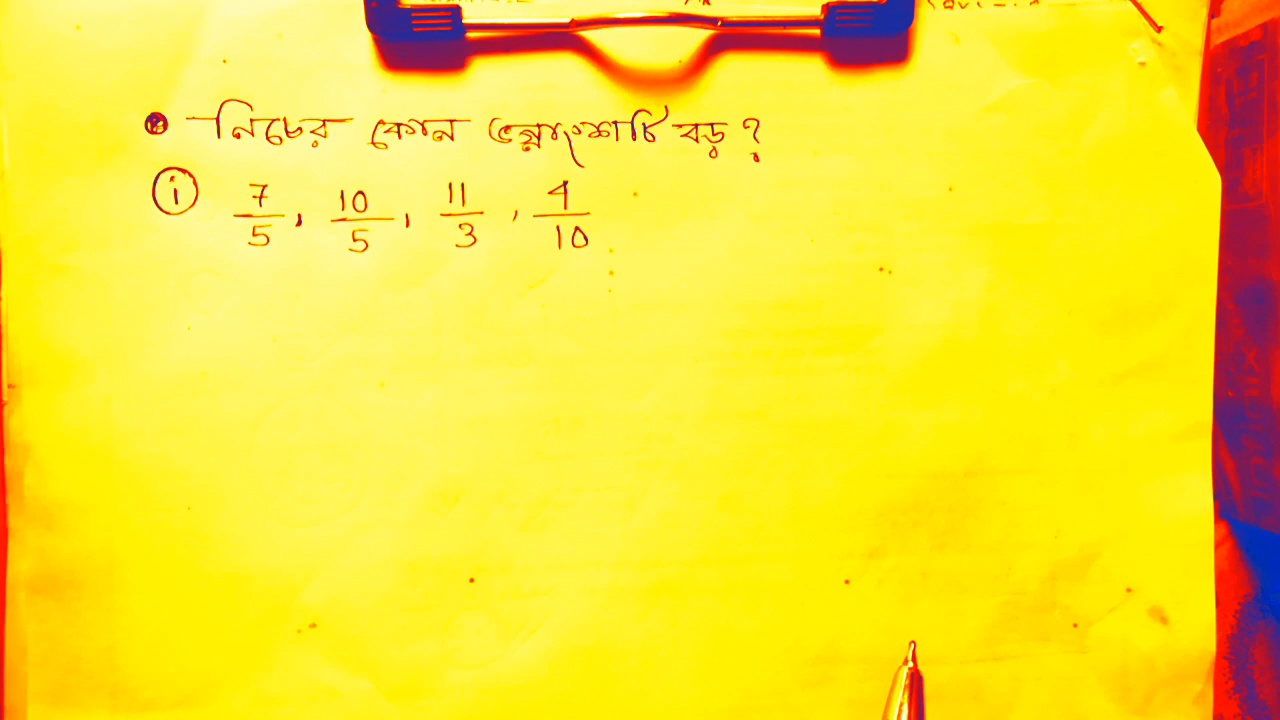 নিচের কোন ভগ্নাংশটি বড় ?
i 7/5, 10/5, 11/3, 4/10